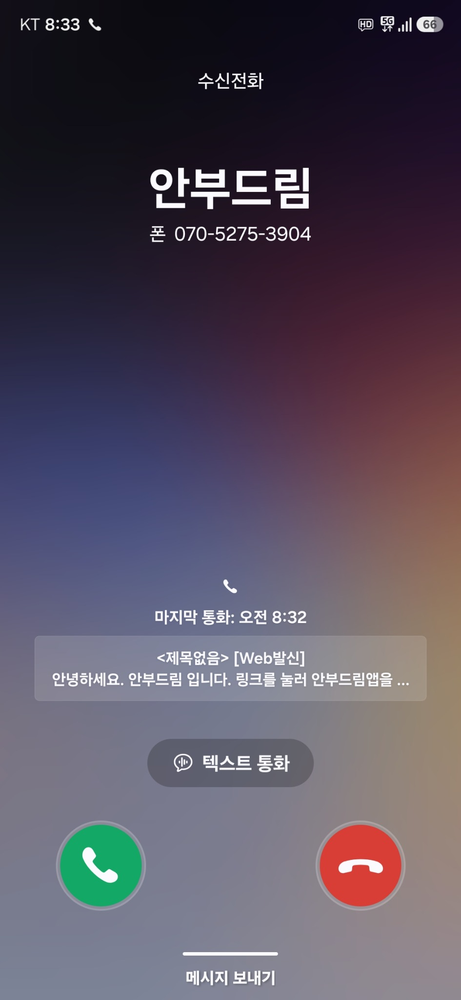 KT 8:33
HD 5G 66
수신전화
안부드림
폰 070-5275-3904
마지막 통화: 오전 8:32
<제목없음> [Web발신]
안녕하세요. 안부드림 입니다. 링크를 눌러 안부드림앱을 ...
텍스트 통화
메시지 보내기